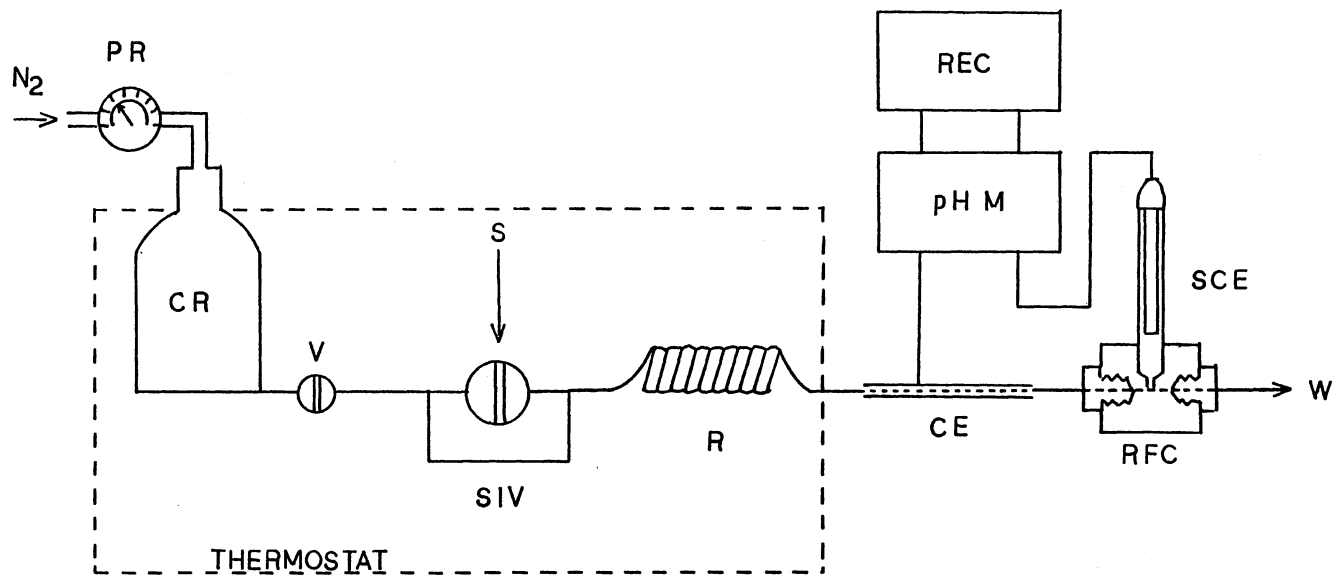 PR
N2
REC
pH M
S
SCE
CR
V
W
CE
R
RFC
SIV
THERMOSTAT